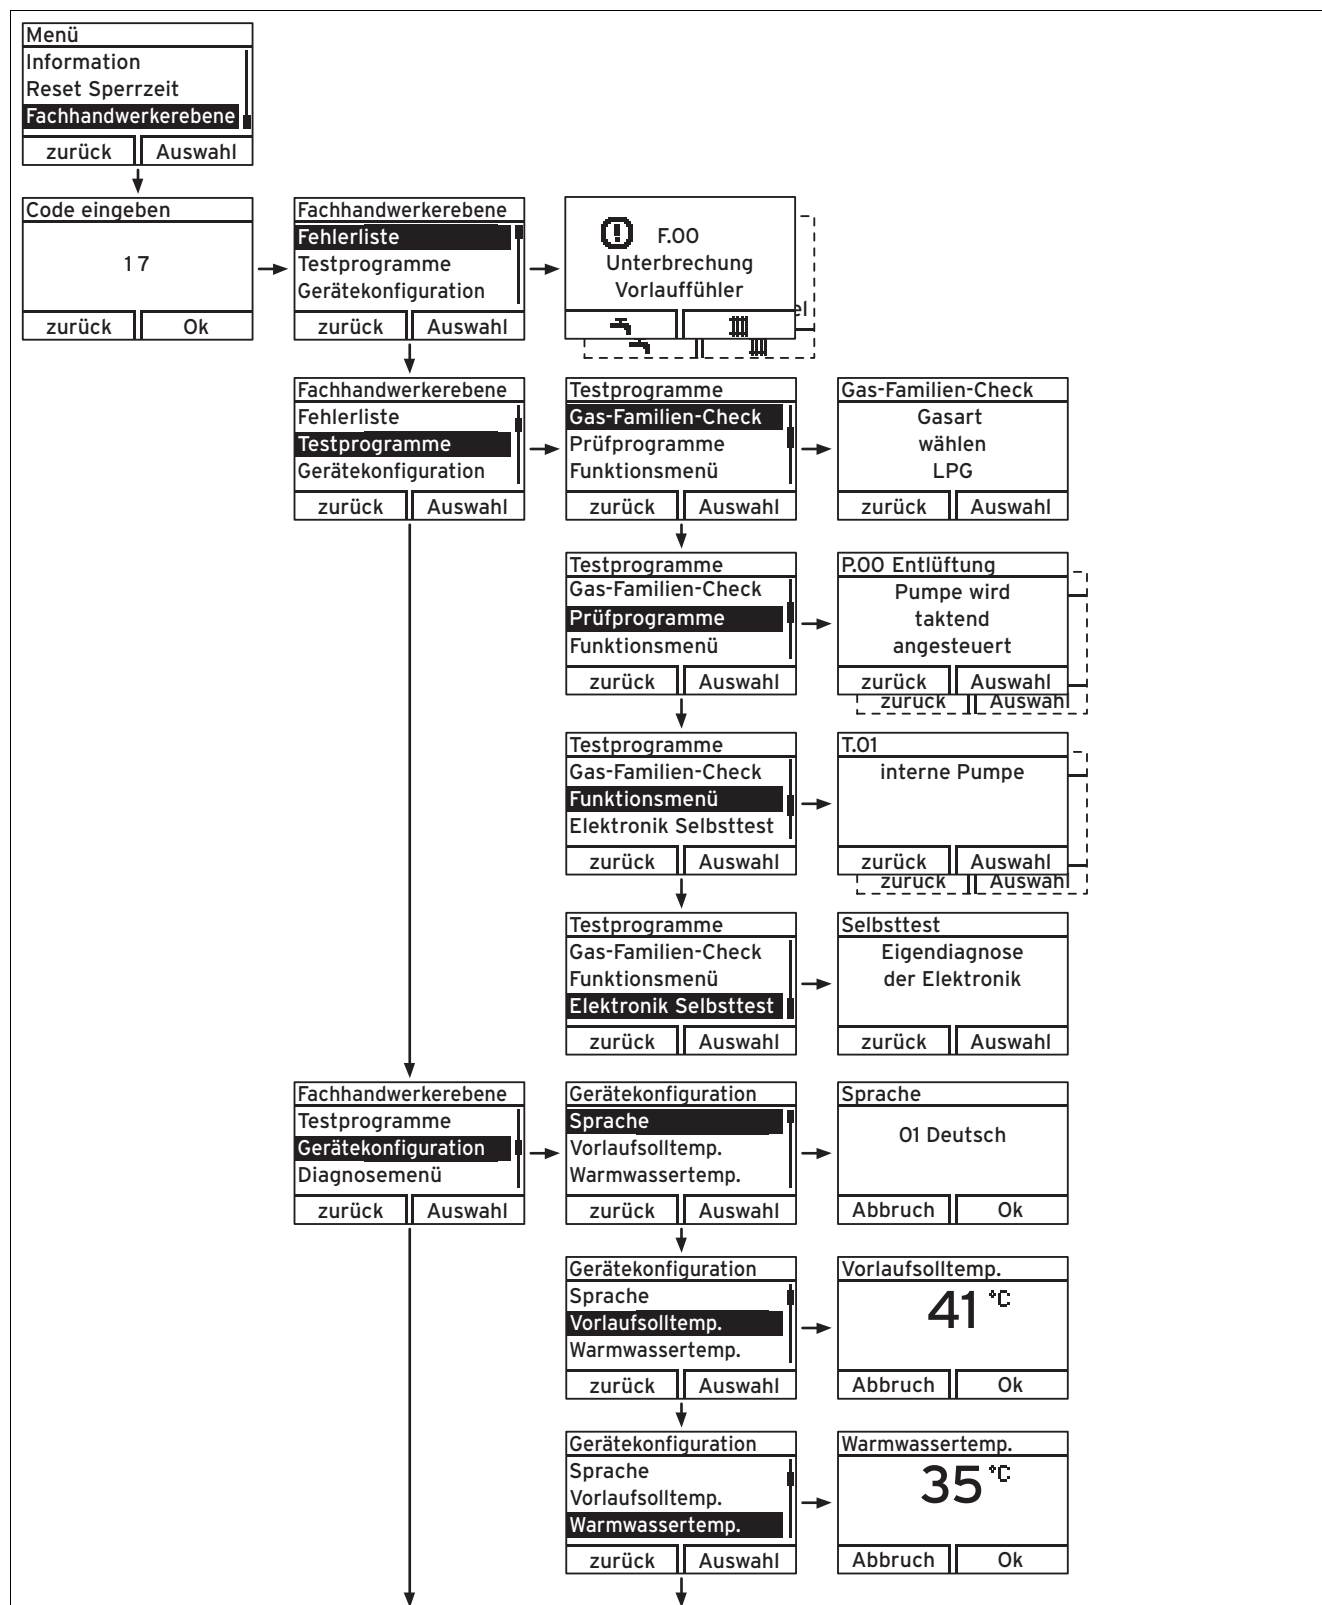 Menü
Information
Reset Sperrzeit
Fachhandwerkerebene
zurück Auswahl
Code eingeben
17
zurück Ok
Fachhandwerkerebene
Fehlerliste
Testprogramme
Gerätekonfiguration
zurück Auswahl
F.00
Unterbrechung
Vorlauffühler
el
Fachhandwerkerebene
Fehlerliste
Testprogramme
Gerätekonfiguration
zurück Auswahl
Testprogramme
Gas-Familien-Check
Prüfprogramme
Funktionsmenü
zurück Auswahl
Gas-Familien-Check
Gasart
wählen
LPG
zurück Auswahl
Testprogramme
Gas-Familien-Check
Prüfprogramme
Funktionsmenü
zurück Auswahl
P.00 Entlüftung
Pumpe wird
taktend
angesteuert
zurück Auswahl
zurück Auswahl
Testprogramme
Gas-Familien-Check
Funktionsmenü
Elektronik Selbsttest
zurück Auswahl
T.01
interne Pumpe
zurück Auswahl
zurück Auswahl
Testprogramme
Gas-Familien-Check
Funktionsmenü
Elektronik Selbsttest
zurück Auswahl
Selbsttest
Eigendiagnose
der Elektronik
zurück Auswahl
Fachhandwerkerebene
Testprogramme
Gerätekonfiguration
Diagnosemenü
zurück Auswahl
Gerätekonfiguration
Sprache
Vorlaufsolltemp.
Warmwassertemp.
zurück Auswahl
Sprache
01 Deutsch
Abbruch Ok
Gerätekonfiguration
Sprache
Vorlaufsolltemp.
Warmwassertemp.
zurück Auswahl
Vorlaufsolltemp.
41 °C
Abbruch Ok
Gerätekonfiguration
Sprache
Vorlaufsolltemp.
Warmwassertemp.
zurück Auswahl
Warmwassertemp.
35 °C
Abbruch Ok